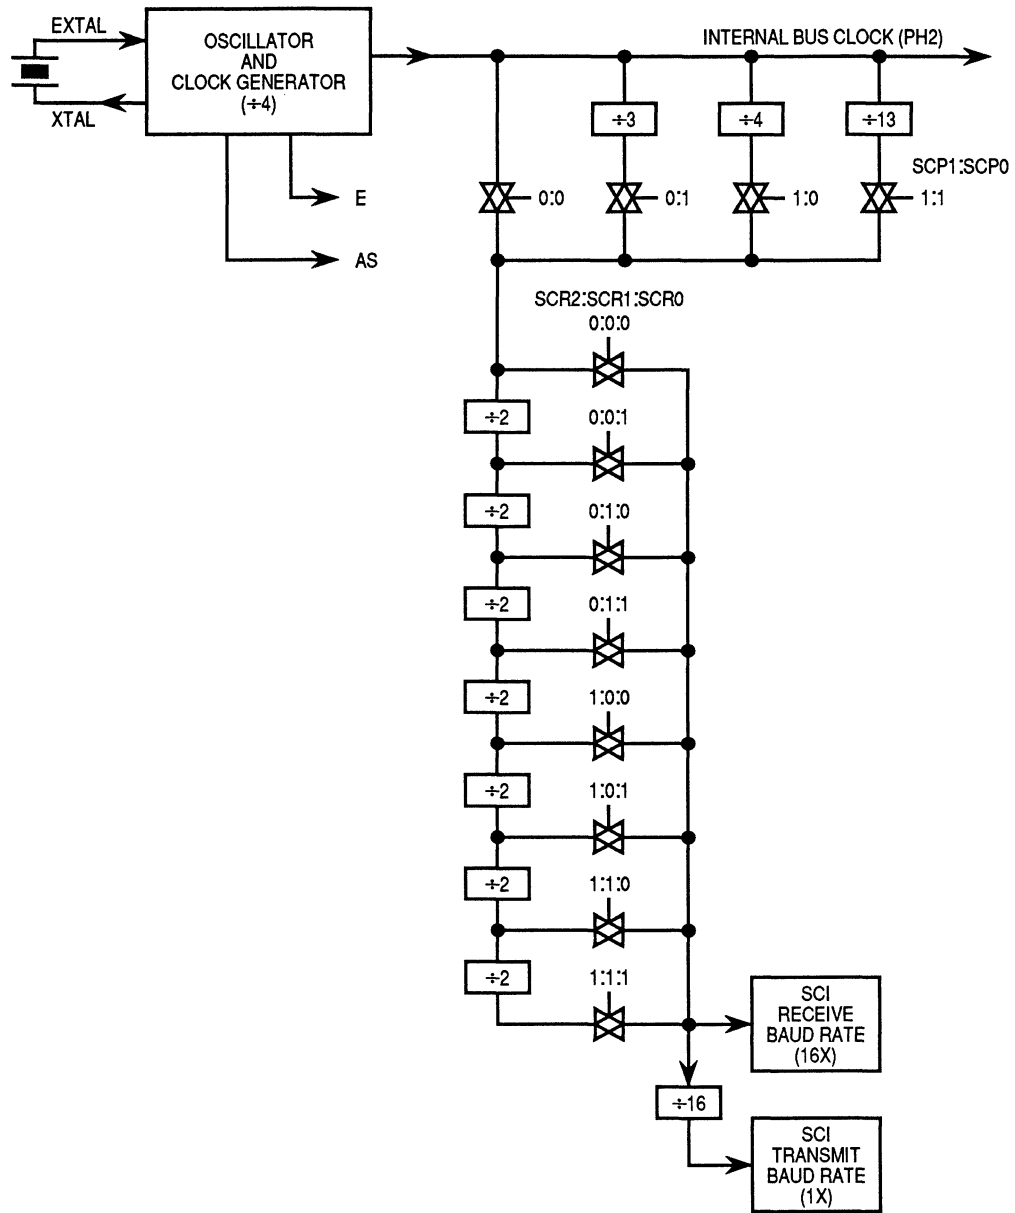 EXTAL
XTAL
OSCILLATOR
AND
CLOCK GENERATOR
(÷4)
E
AS
INTERNAL BUS CLOCK (PH2)
÷3
÷4
÷13
SCP1:SCP0
0:0
0:1
1:0
1:1
SCR2:SCR1:SCR0
0:0:0
÷2
0:0:1
÷2
0:1:0
÷2
0:1:1
÷2
1:0:0
÷2
1:0:1
÷2
1:1:0
÷2
1:1:1
SCI
RECEIVE
BAUD RATE
(16X)
÷16
SCI
TRANSMIT
BAUD RATE
(1X)